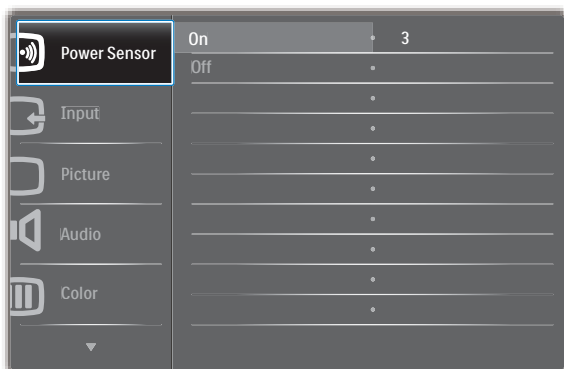 Power Sensor
On 3
Off
Input
Picture
Audio
Color